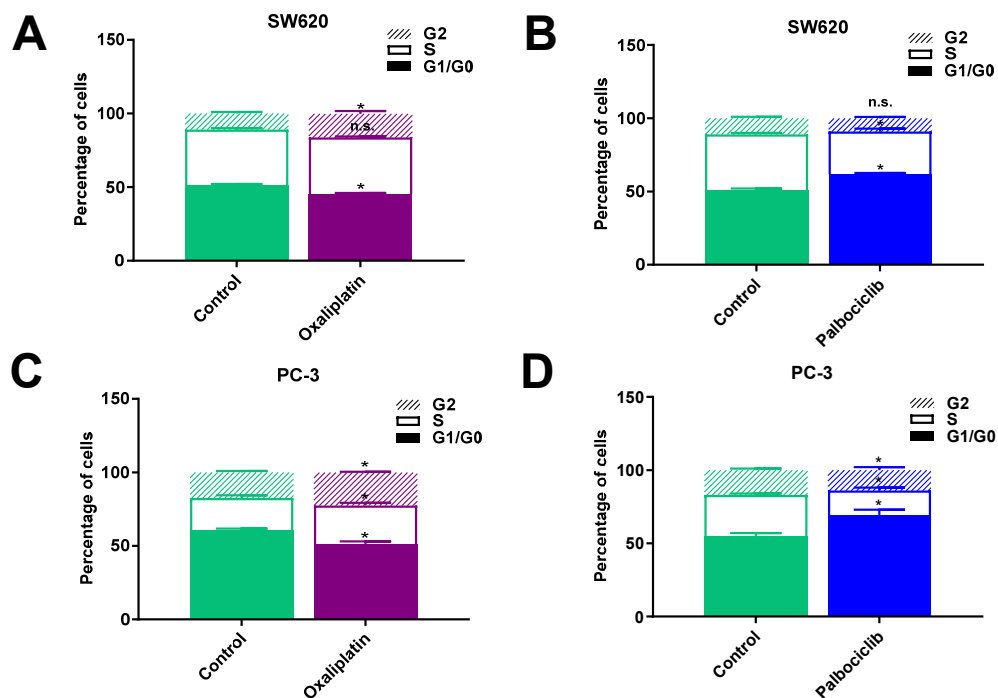 A
SW620
G2
S
G1/G0
Percentage of cells
150
100
50
0
*
n.s.
*
Control
Oxaliplatin
B
SW620
G2
S
G1/G0
Percentage of cells
150
100
50
0
n.s.
*
*
Control
Palbociclib
C
PC-3
G2
S
G1/G0
Percentage of cells
150
100
50
0
*
*
*
Control
Oxaliplatin
D
PC-3
G2
S
G1/G0
Percentage of cells
150
100
50
0
*
*
*
Control
Palbociclib